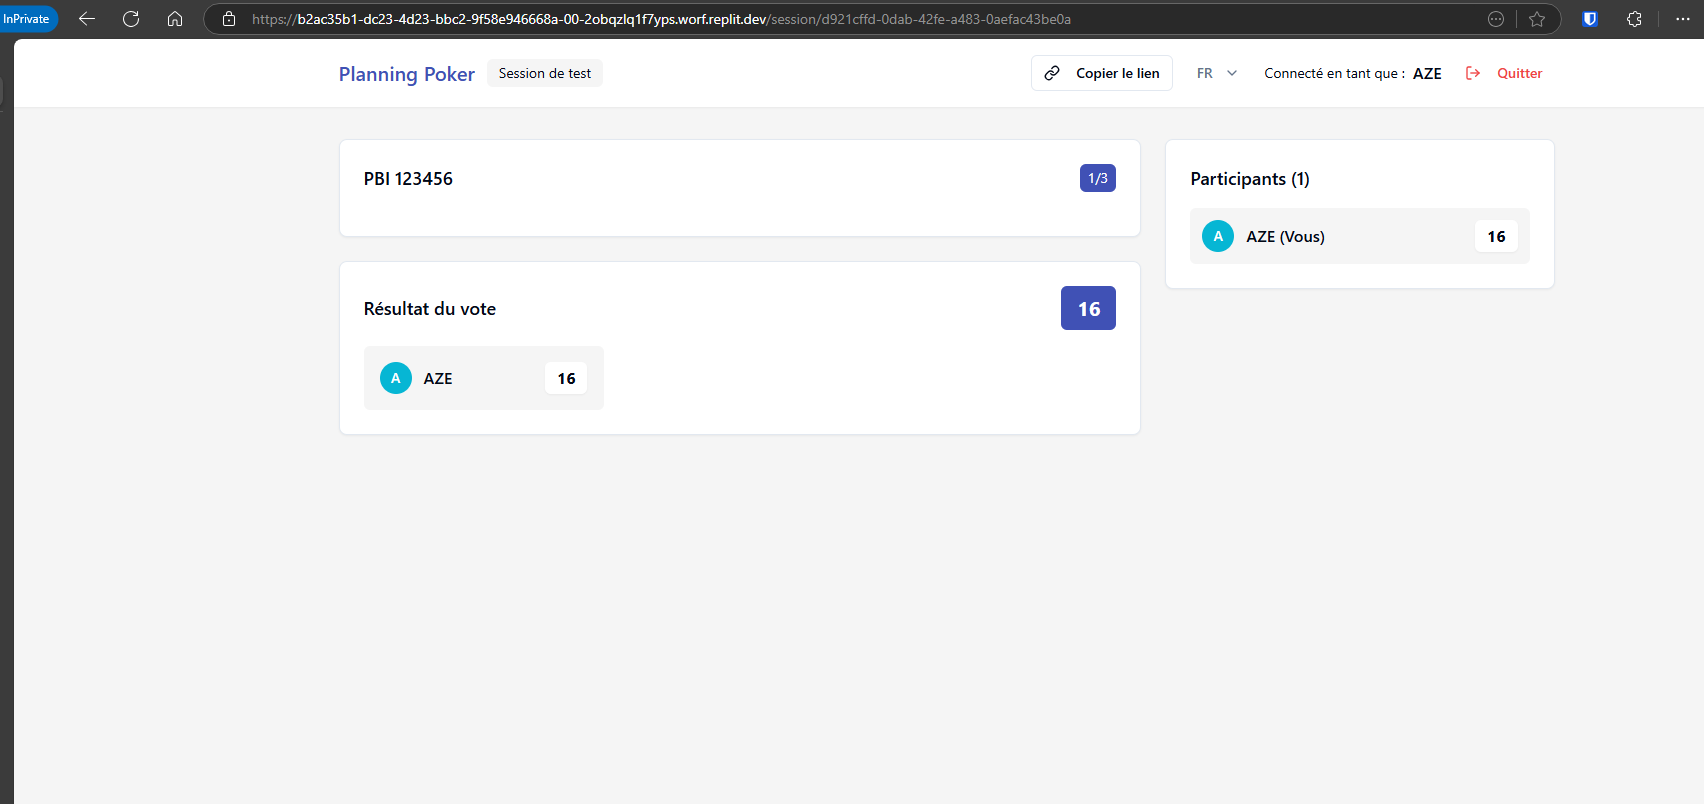 InPrivate
https://b2ac35b1-dc23-4d23-bbc2-9f58e946668a-00-2obqzlq1f7yps.worf.replit.dev/session/d921cffd-0dab-42fe-a483-0aefac43be0a
Planning Poker
Session de test
Copier le lien
FR
Connecté en tant que : AZE
Quitter
PBI 123456
1/3
Résultat du vote
16
A
AZE
16
Participants (1)
A
AZE (Vous)
16